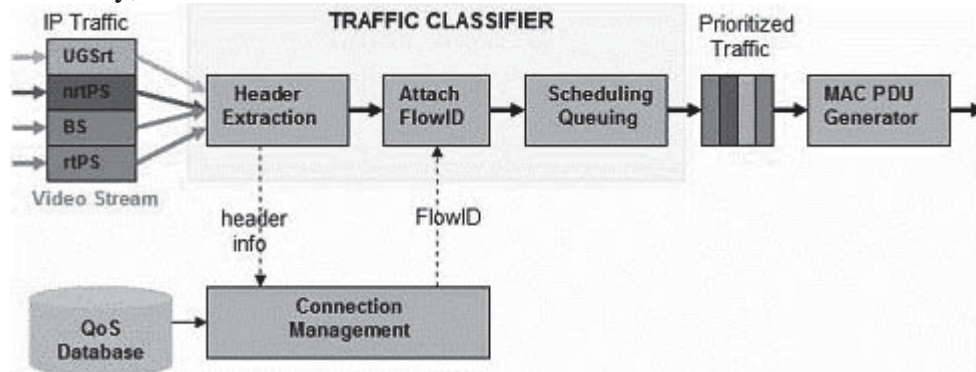 IP Traffic
TRAFFIC CLASSIFIER
Prioritized
Traffic
UGSrt
nrtPS
BS
rtPS
Video Stream
Header
Extraction
Attach
FlowID
Scheduling
Queuing
MAC PDU
Generator
header
info
FlowID
Connection
Management
QoS
Database